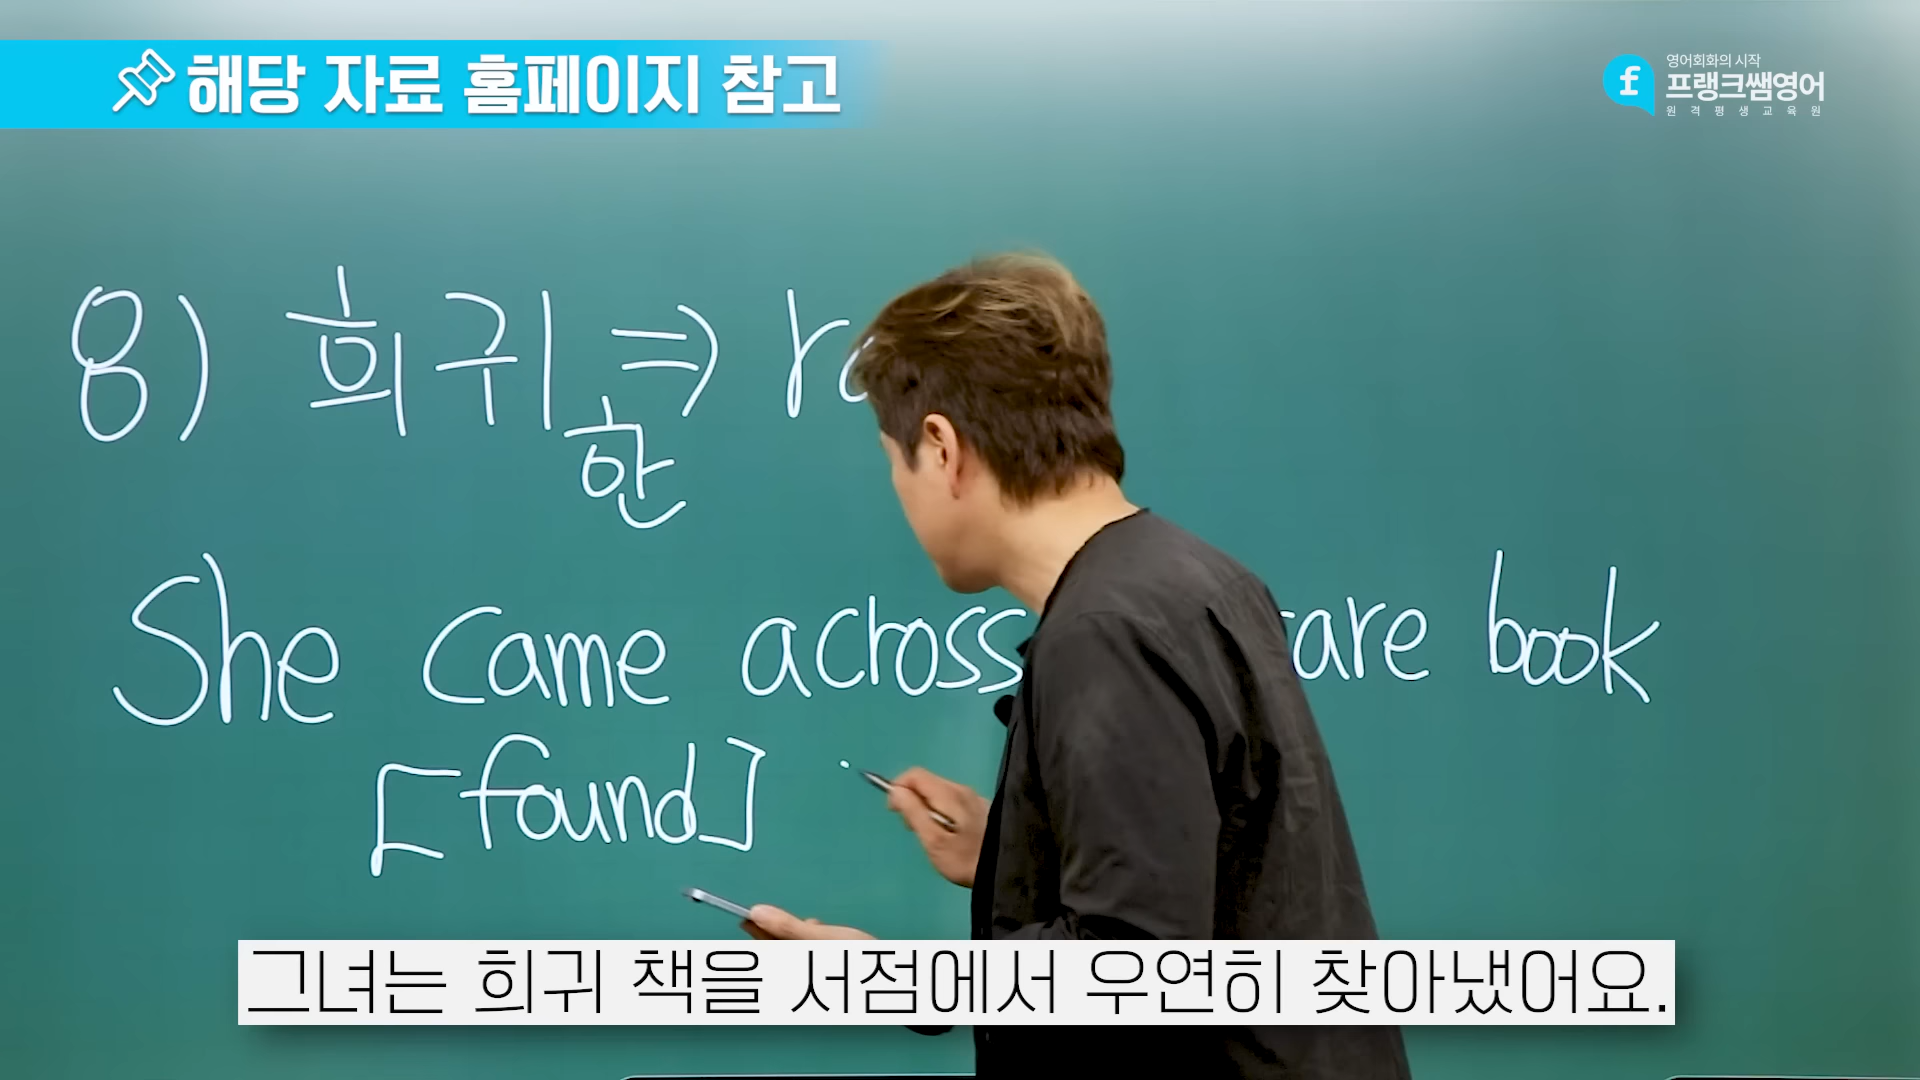 해당 자료 홈페이지 참고
영어회화의 시작
프랭크쌤영어
원격평생교육원
8) 희귀 ⇒
한
She came across book
[found]
그녀는 희귀 책을 서점에서 우연히 찾아냈어요.